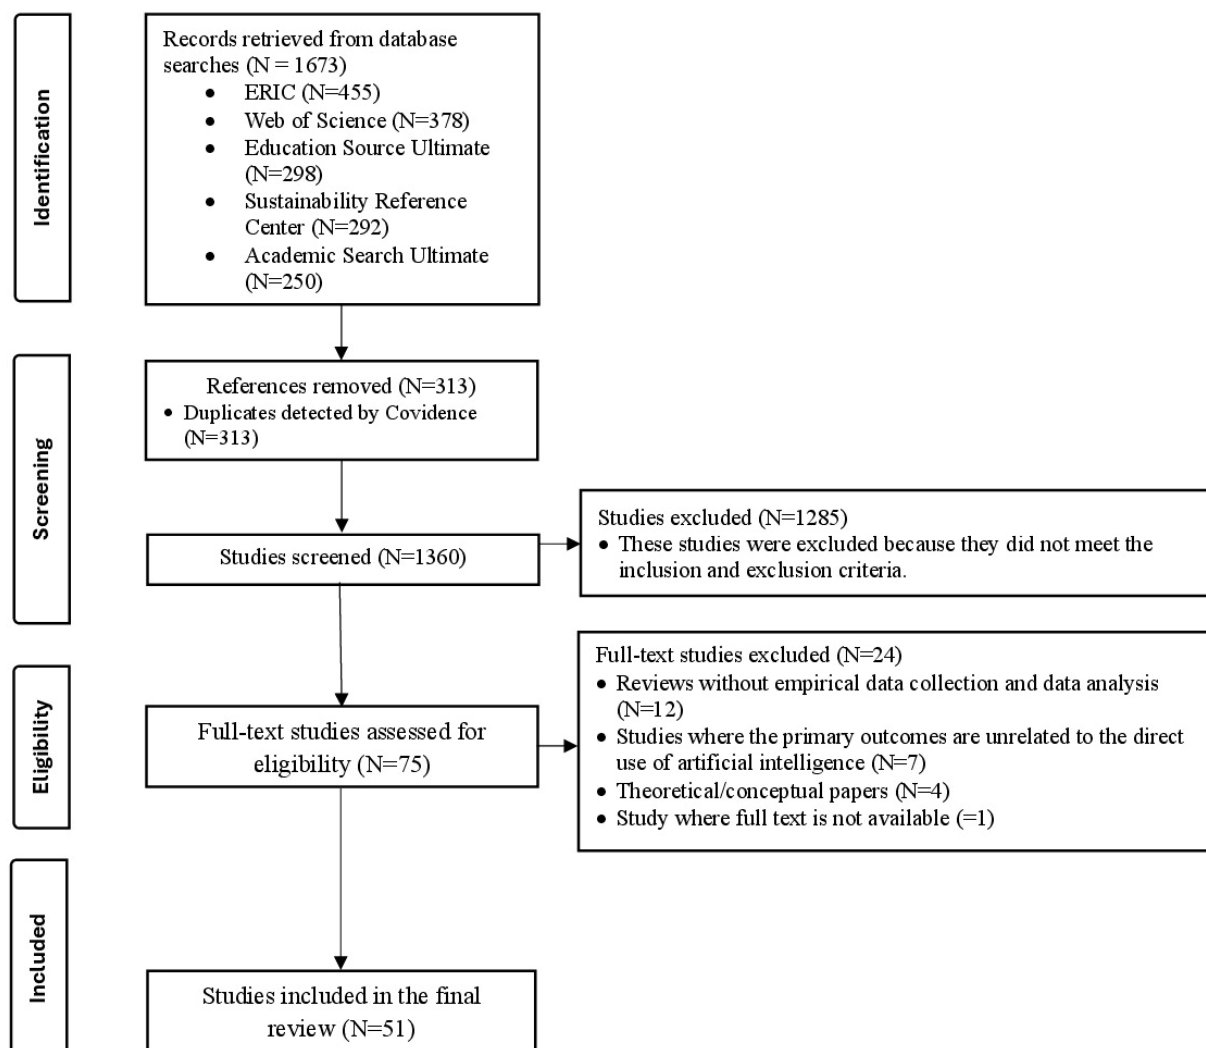 Identification
Records retrieved from database
searches (N = 1673)
• ERIC (N=455)
• Web of Science (N=378)
• Education Source Ultimate
(N=298)
• Sustainability Reference
Center (N=292)
• Academic Search Ultimate
(N=250)
Screening
References removed (N=313)
• Duplicates detected by Covidence
(N=313)
Studies screened (N=1360)
Studies excluded (N=1285)
• These studies were excluded because they did not meet the
inclusion and exclusion criteria.
Eligibility
Full-text studies assessed for
eligibility (N=75)
Full-text studies excluded (N=24)
• Reviews without empirical data collection and data analysis
(N=12)
• Studies where the primary outcomes are unrelated to the direct
use of artificial intelligence (N=7)
• Theoretical/conceptual papers (N=4)
• Study where full text is not available (=1)
Included
Studies included in the final
review (N=51)